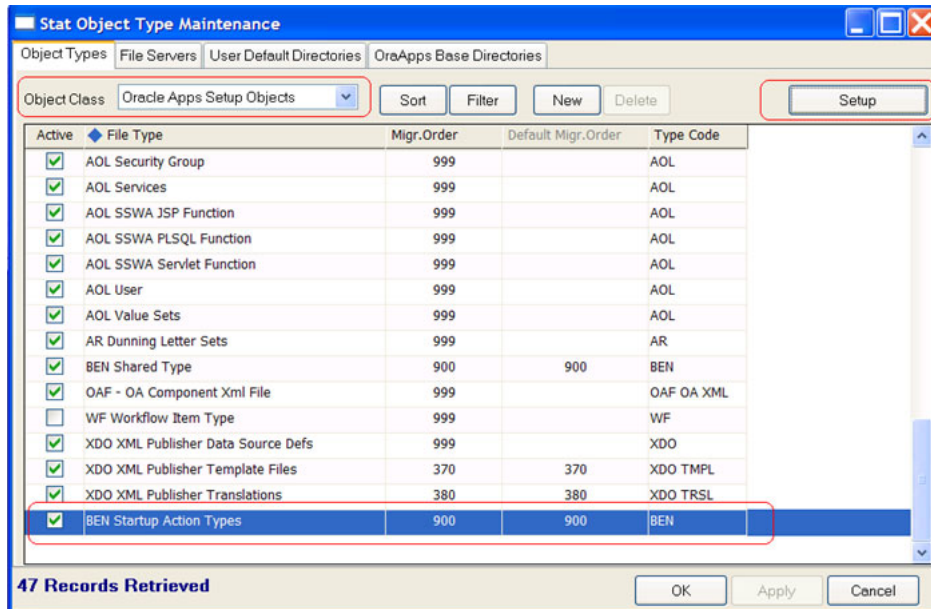 Stat Object Type Maintenance
Object Types File Servers User Default Directories OraApps Base Directories
Object Class Oracle Apps Setup Objects Sort Filter New Delete Setup
Active File Type Migr.Order Default Migr.Order Type Code
AOL Security Group 999 AOL
AOL Services 999 AOL
AOL SSWA JSP Function 999 AOL
AOL SSWA PLSQL Function 999 AOL
AOL SSWA Servlet Function 999 AOL
AOL User 999 AOL
AOL Value Sets 999 AOL
AR Dunning Letter Sets 999 AR
BEN Shared Type 900 900 BEN
OAF - OA Component Xml File 999 OAF OA XML
WF Workflow Item Type 999 WF
XDO XML Publisher Data Source Defs 999 XDO
XDO XML Publisher Template Files 370 370 XDO TMPL
XDO XML Publisher Translations 380 380 XDO TRSL
BEN Startup Action Types 900 900 BEN
47 Records Retrieved OK Apply Cancel